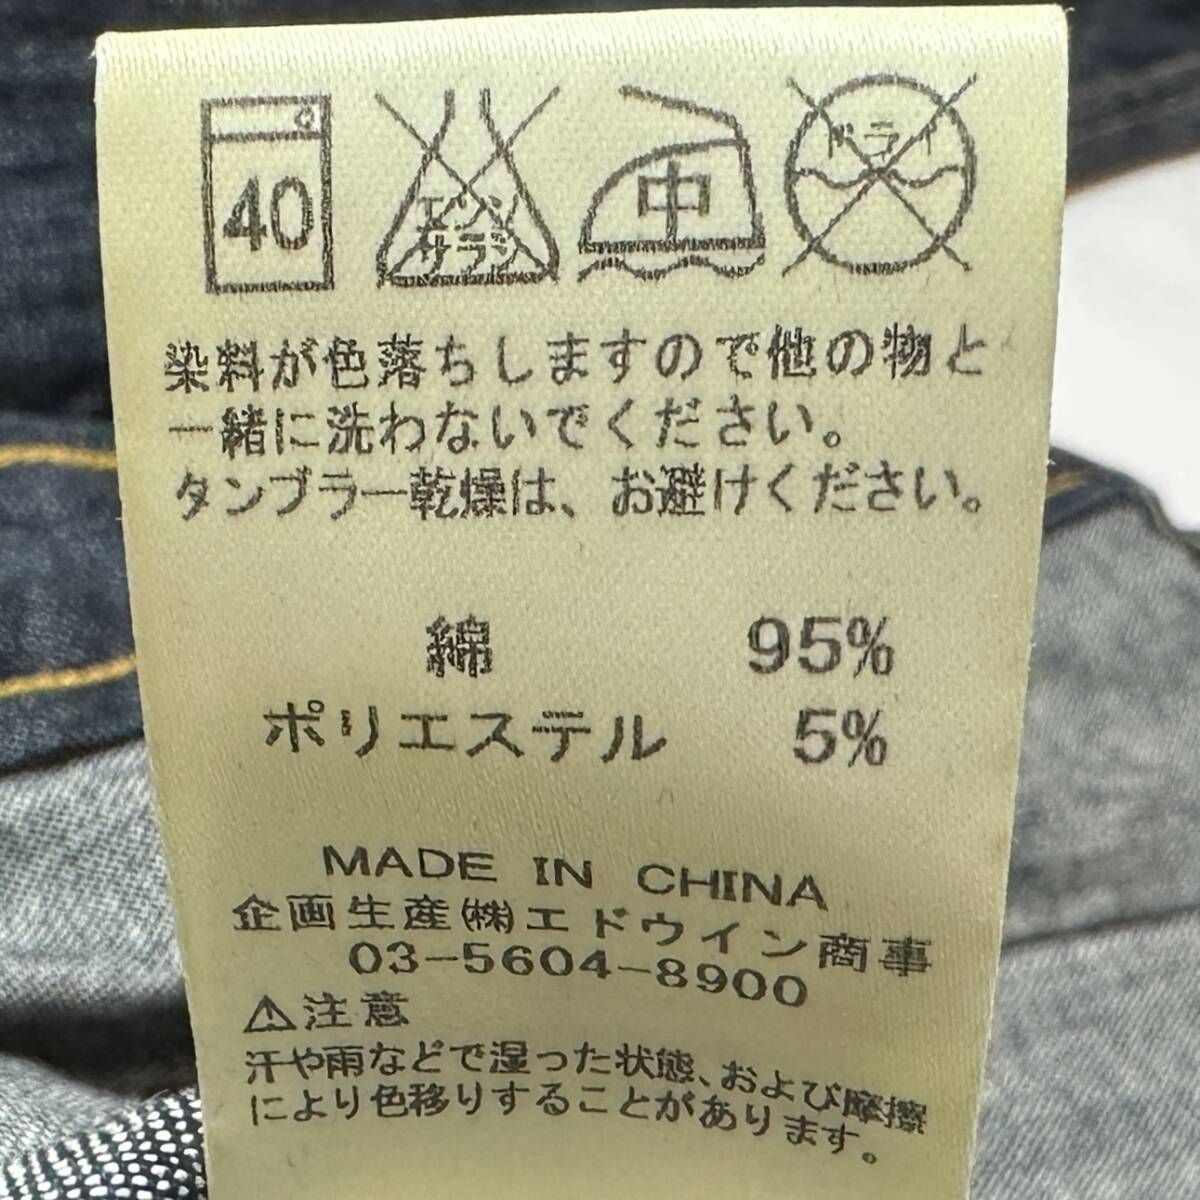 40
エンソ
サラシ
中
ドライ
染料が色落ちしますので他の物と
一緒に洗わないでください。
タンブラー乾燥は、お避けください。
綿 95%
ポリエステル 5%
MADE IN CHINA
企画生産㈱エドウイン商事
03-5604-8900
⚠注意
汗や雨などで湿った状態、および摩擦
により色移りすることがあります。